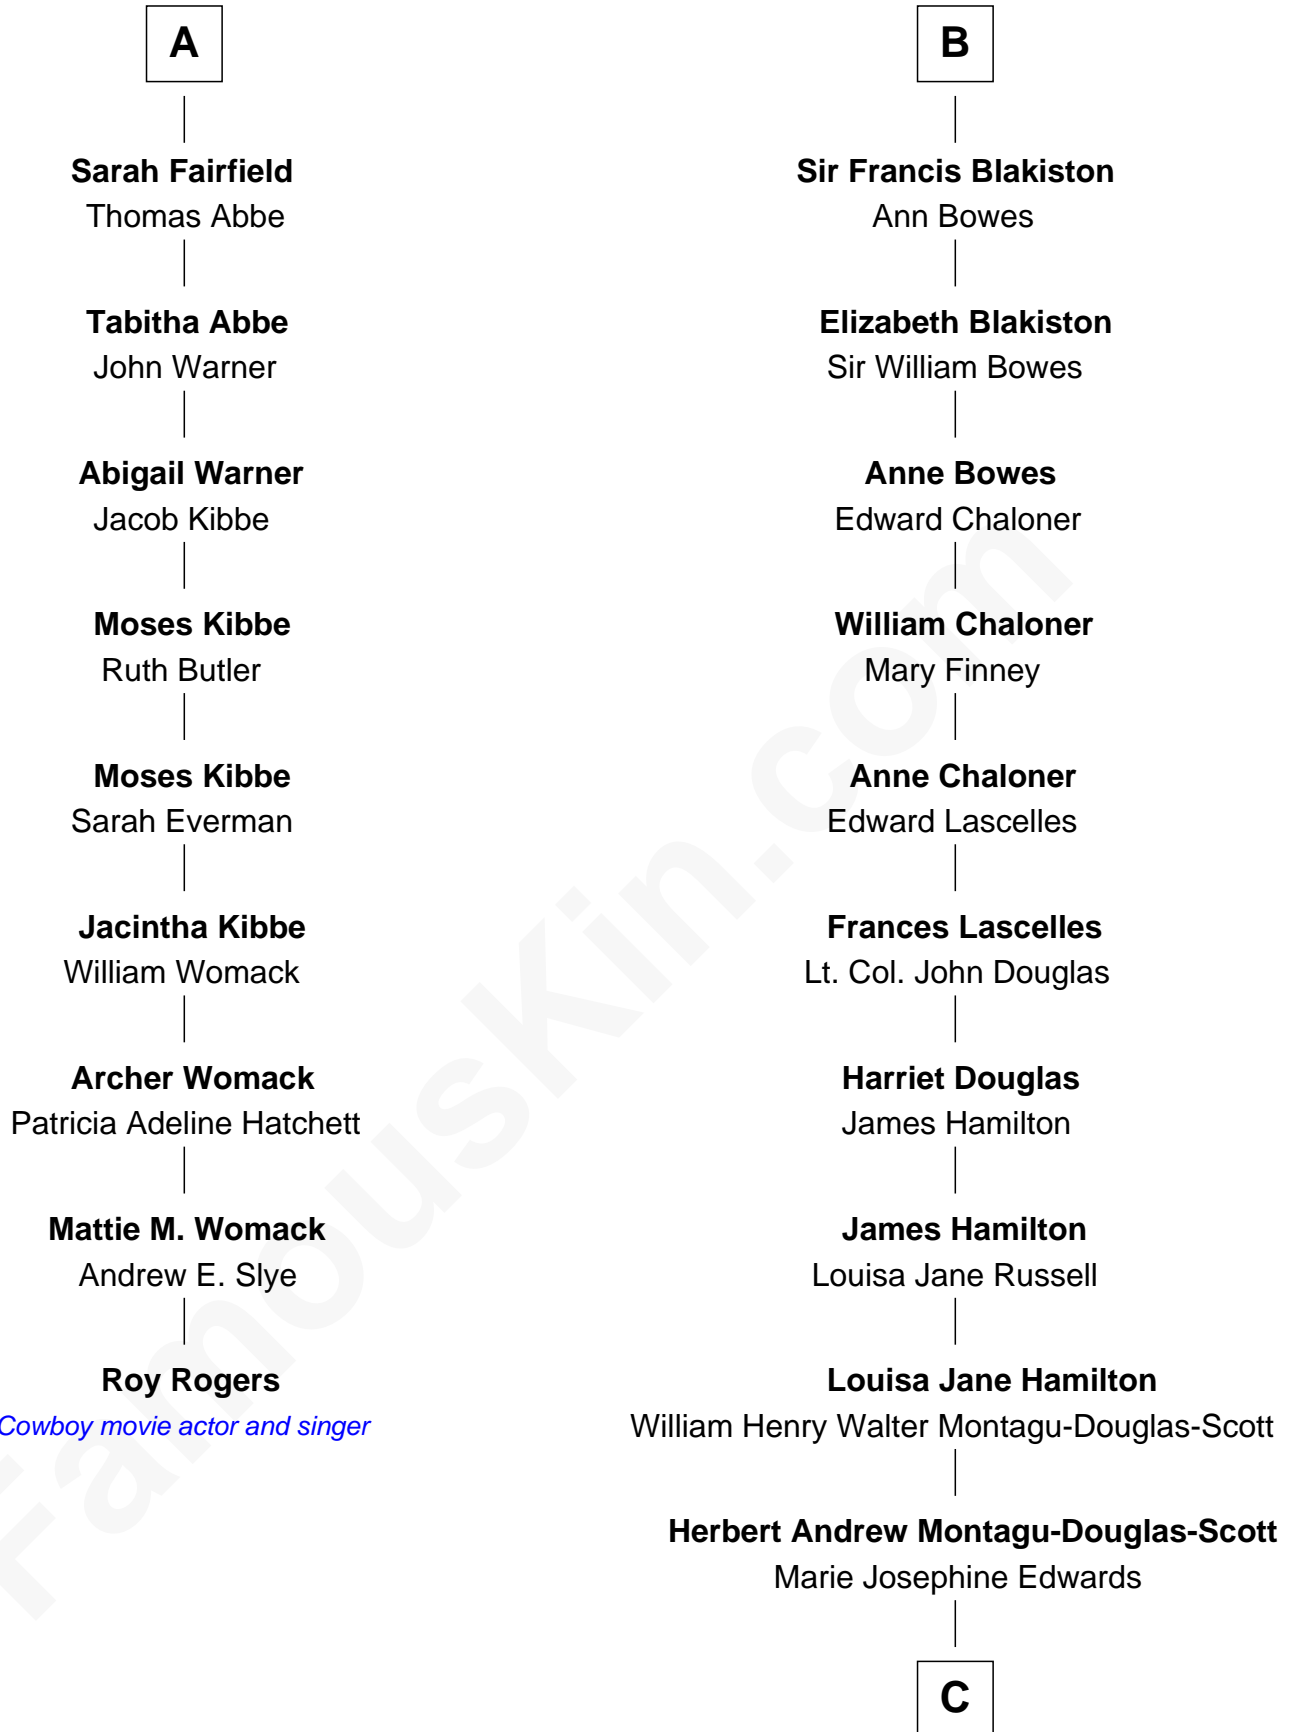 A
Sarah Fairfield
Thomas Abbe
Tabitha Abbe
John Warner
Abigail Warner
Jacob Kibbe
Moses Kibbe
Ruth Butler
Moses Kibbe
Sarah Everman
Jacintha Kibbe
William Womack
Archer Womack
Patricia Adeline Hatchett
Mattie M. Womack
Andrew E. Slye
Roy Rogers
Cowboy movie actor and singer
B
Sir Francis Blakiston
Ann Bowes
Elizabeth Blakiston
Sir William Bowes
Anne Bowes
Edward Chaloner
William Chaloner
Mary Finney
Anne Chaloner
Edward Lascelles
Frances Lascelles
Lt. Col. John Douglas
Harriet Douglas
James Hamilton
James Hamilton
Louisa Jane Russell
Louisa Jane Hamilton
William Henry Walter Montagu-Douglas-Scott
Herbert Andrew Montagu-Douglas-Scott
Marie Josephine Edwards
C
FamousKin.com